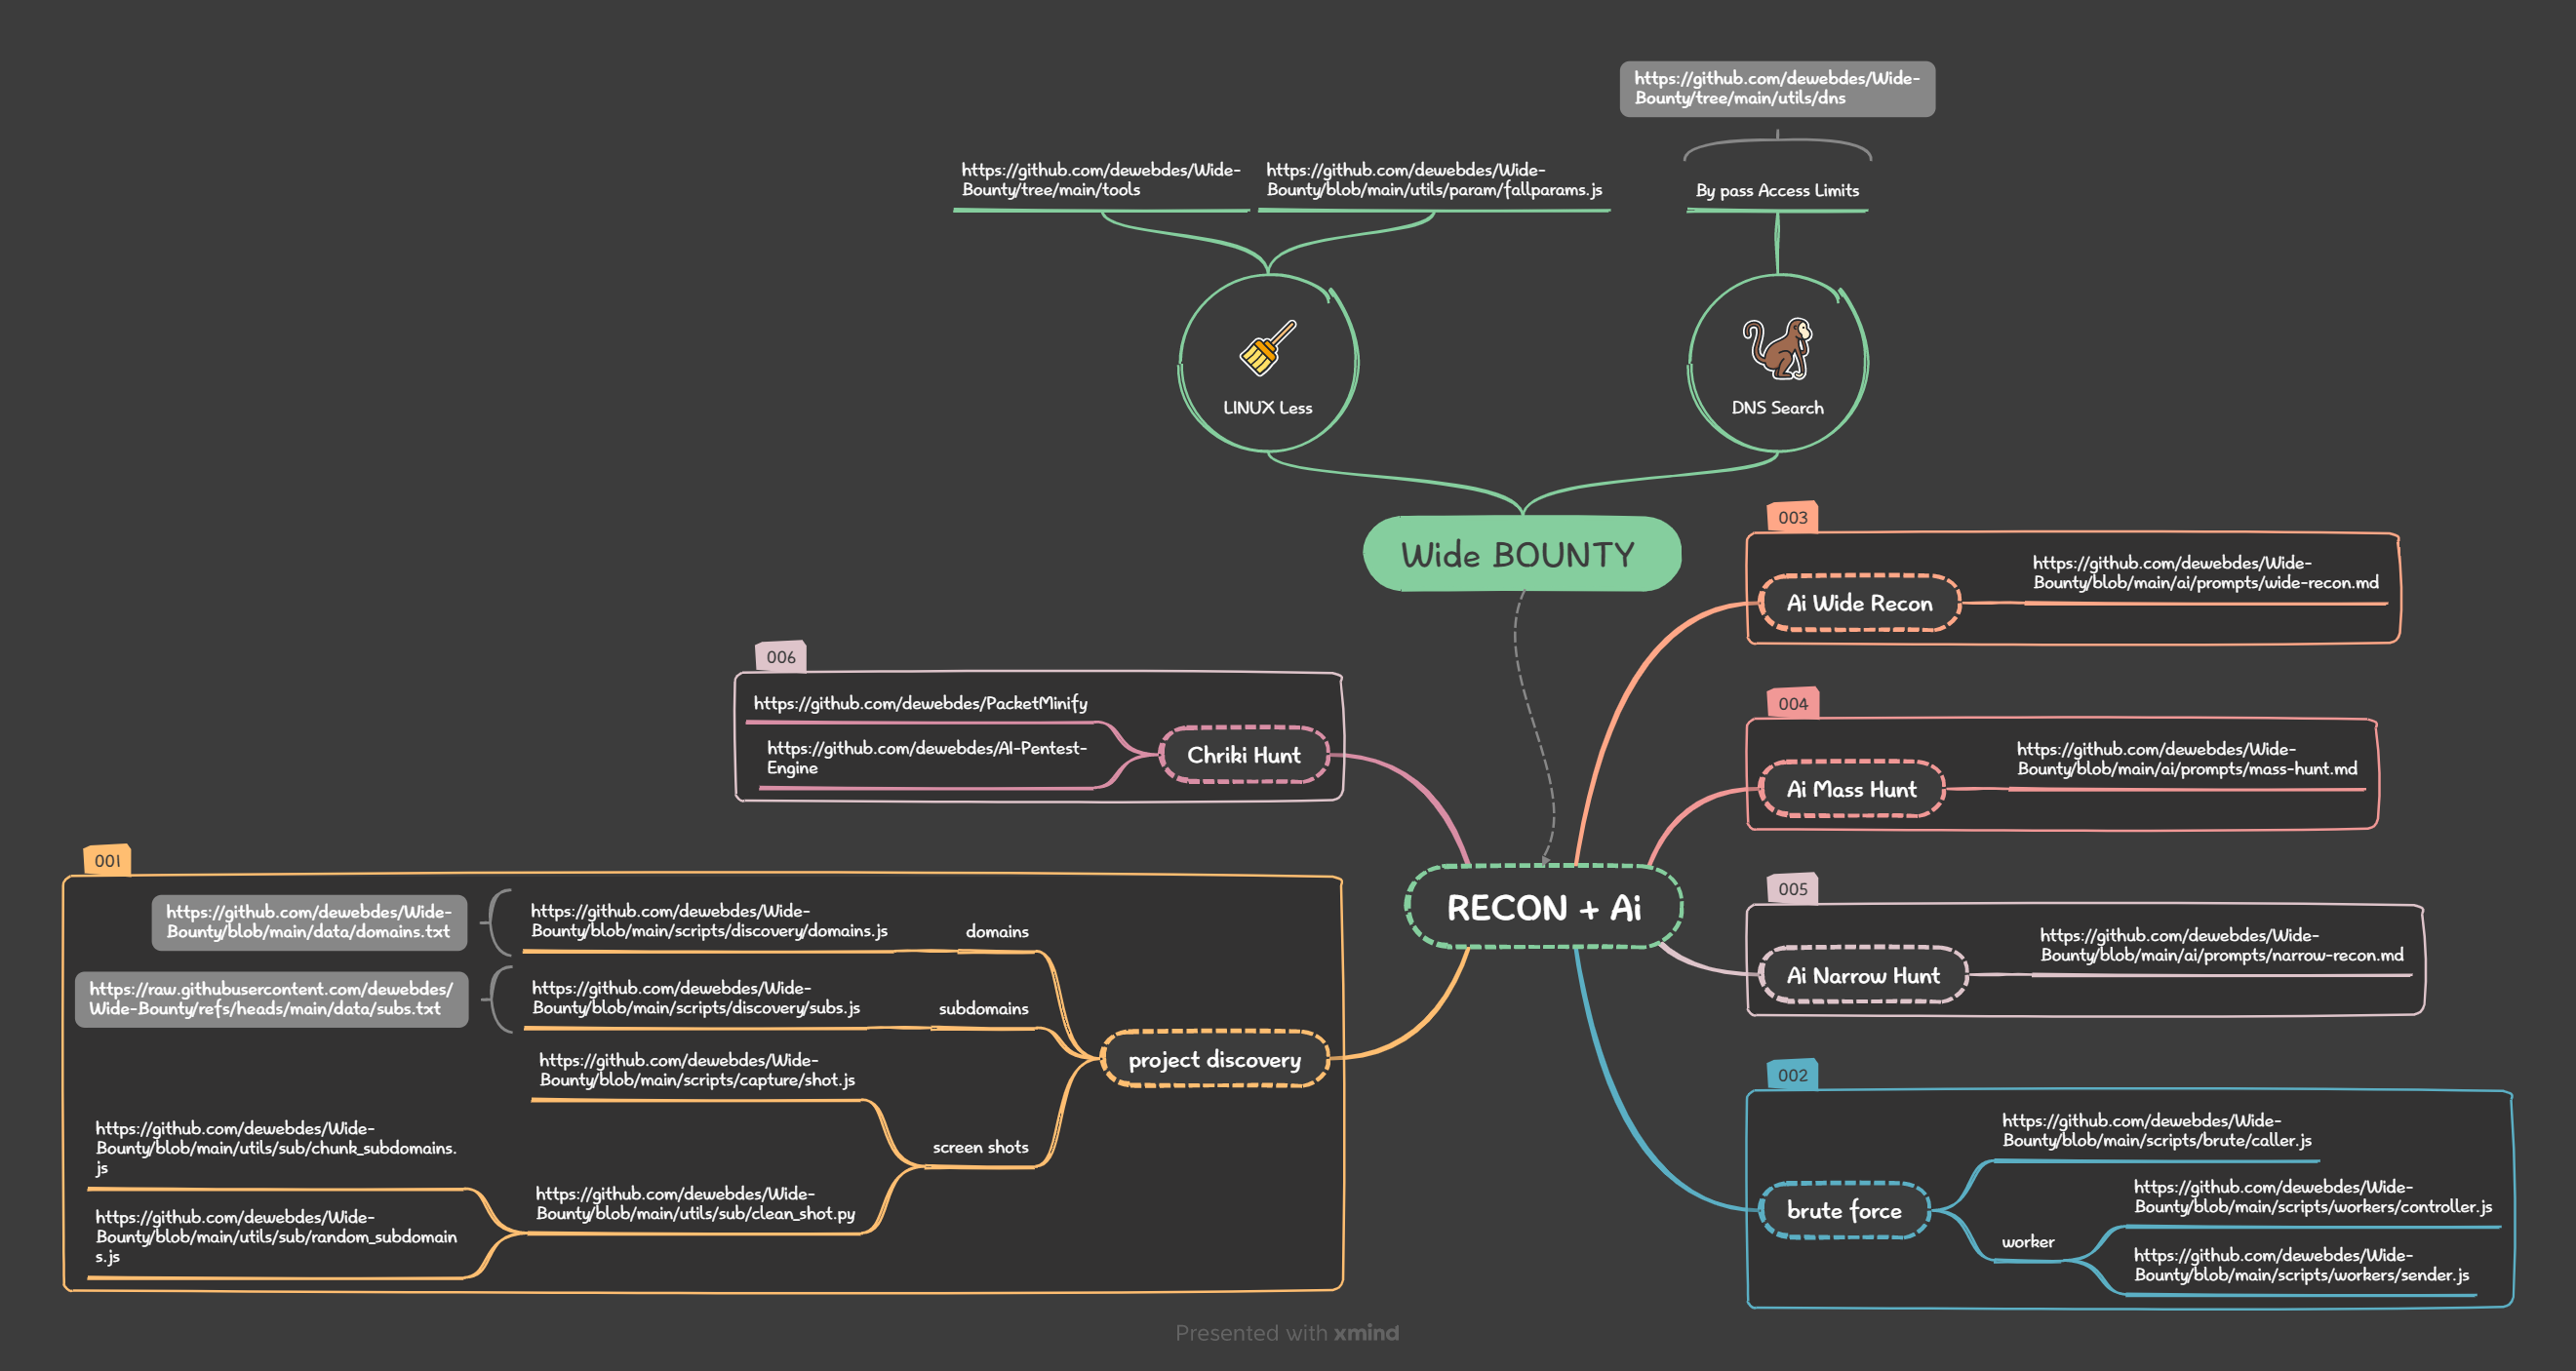 https://github.com/dewebdes/Wide-
Bounty/tree/main/utils/dns
https://github.com/dewebdes/Wide-
Bounty/tree/main/tools
https://github.com/dewebdes/Wide-
Bounty/blob/main/utils/param/fallparams.js
By pass Access Limits
LINUX Less
DNS Search
Wide BOUNTY
003
Ai Wide Recon
https://github.com/dewebdes/Wide-
Bounty/blob/main/ai/prompts/wide-recon.md
006
https://github.com/dewebdes/PacketMinify
https://github.com/dewebdes/AI-Pentest-
Engine
Chriki Hunt
004
Ai Mass Hunt
https://github.com/dewebdes/Wide-
Bounty/blob/main/ai/prompts/mass-hunt.md
RECON + Ai
005
Ai Narrow Hunt
https://github.com/dewebdes/Wide-
Bounty/blob/main/ai/prompts/narrow-recon.md
001
https://github.com/dewebdes/Wide-
Bounty/blob/main/data/domains.txt
https://github.com/dewebdes/Wide-
Bounty/blob/main/scripts/discovery/domains.js
domains
https://raw.githubusercontent.com/dewebdes/
Wide-Bounty/refs/heads/main/data/subs.txt
https://github.com/dewebdes/Wide-
Bounty/blob/main/scripts/discovery/subs.js
subdomains
project discovery
https://github.com/dewebdes/Wide-
Bounty/blob/main/scripts/capture/shot.js
screen shots
https://github.com/dewebdes/Wide-
Bounty/blob/main/utils/sub/chunk_subdomains.
js
https://github.com/dewebdes/Wide-
Bounty/blob/main/utils/sub/clean_shot.py
https://github.com/dewebdes/Wide-
Bounty/blob/main/utils/sub/random_subdomain
s.js
002
brute force
https://github.com/dewebdes/Wide-
Bounty/blob/main/scripts/brute/caller.js
worker
https://github.com/dewebdes/Wide-
Bounty/blob/main/scripts/workers/controller.js
https://github.com/dewebdes/Wide-
Bounty/blob/main/scripts/workers/sender.js
Presented with xmind